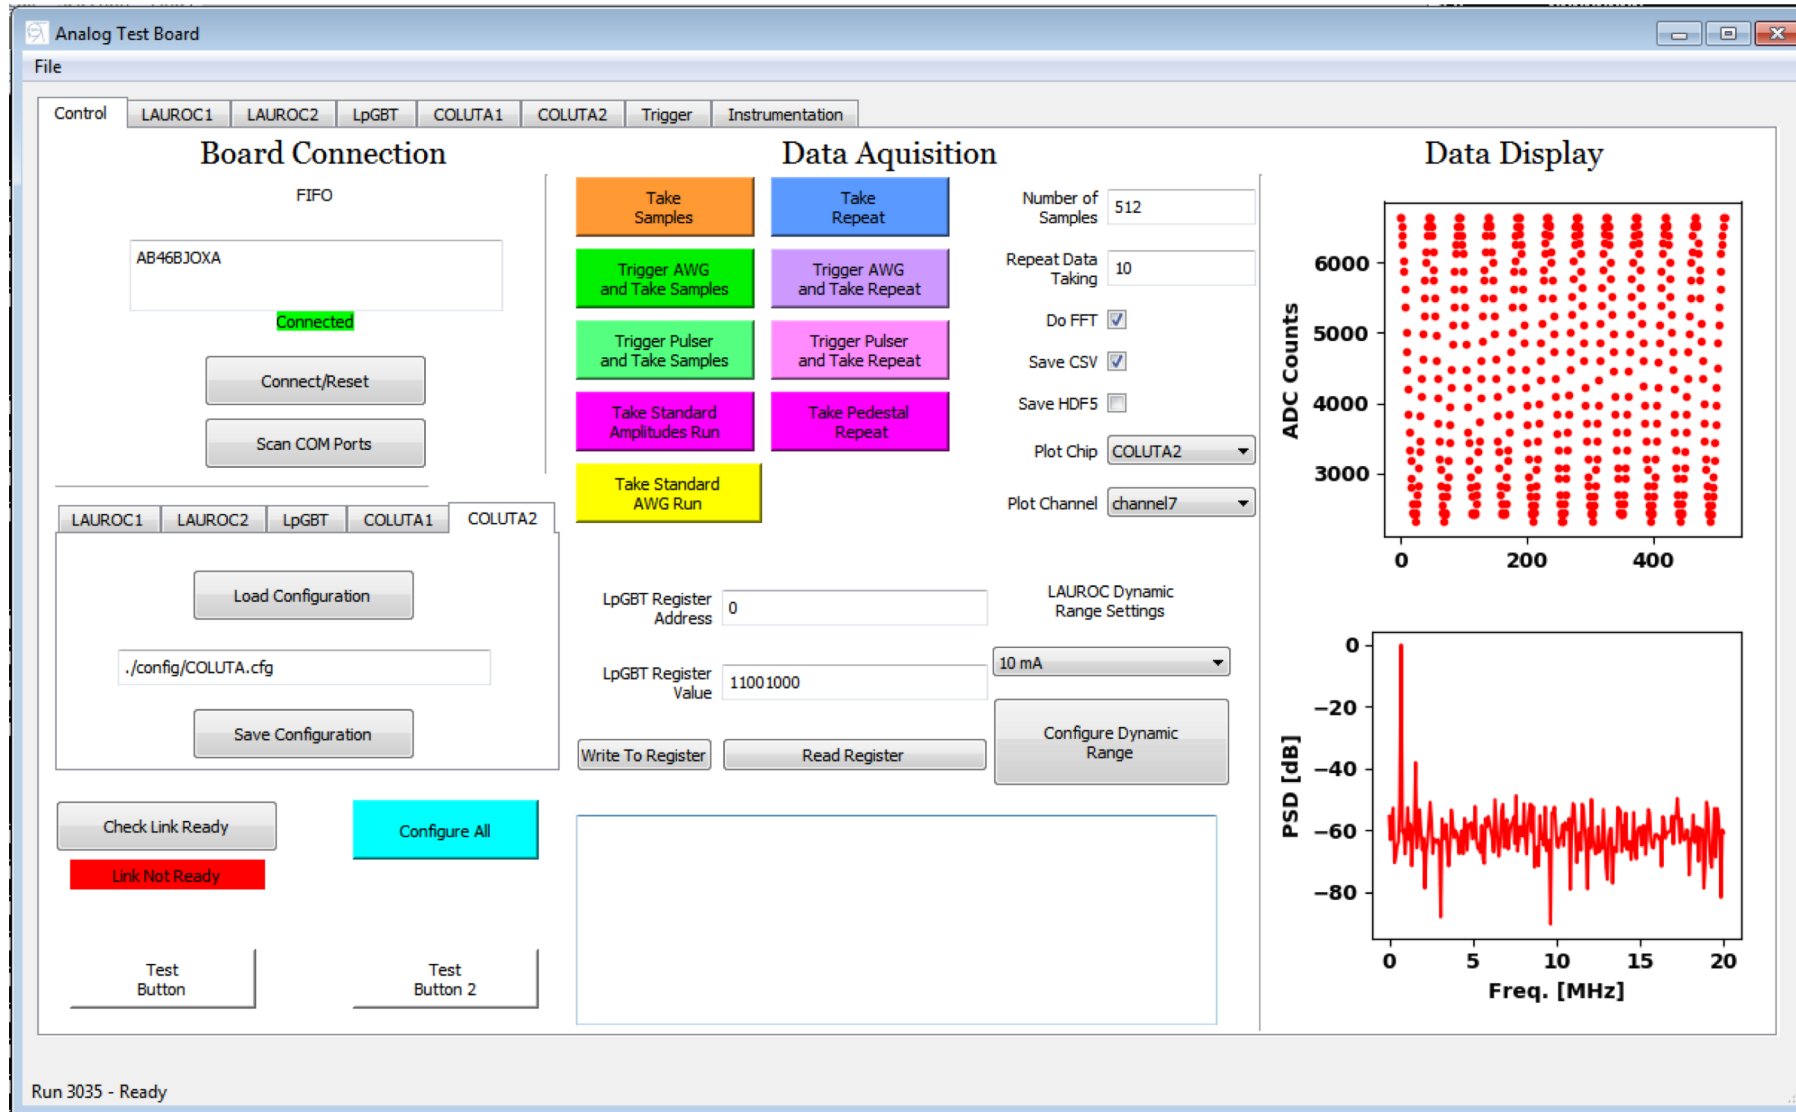 Analog Test Board
File
Control
LAUROC1
LAUROC2
LpGBT
COLUTA1
COLUTA2
Trigger
Instrumentation
Board Connection
FIFO
AB46BJOXA
Connected
Connect/Reset
Scan COM Ports
LAUROC1
LAUROC2
LpGBT
COLUTA1
COLUTA2
Load Configuration
./config/COLUTA.cfg
Save Configuration
Check Link Ready
Link Not Ready
Configure All
Test
Button
Test
Button 2
Data Aquisition
Take
Samples
Take
Repeat
Trigger AWG
and Take Samples
Trigger AWG
and Take Repeat
Trigger Pulser
and Take Samples
Trigger Pulser
and Take Repeat
Take Standard
Amplitudes Run
Take Pedestal
Repeat
Take Standard
AWG Run
Number of
Samples
512
Repeat Data
Taking
10
Do FFT
Save CSV
Save HDF5
Plot Chip
COLUTA2
Plot Channel
channel7
LpGBT Register
Address
0
LpGBT Register
Value
11001000
Write To Register
Read Register
LAUROC Dynamic
Range Settings
10 mA
Configure Dynamic
Range
Data Display
ADC Counts
6000
5000
4000
3000
0
200
400
PSD [dB]
0
−20
−40
−60
−80
0
5
10
15
20
Freq. [MHz]
Run 3035 - Ready